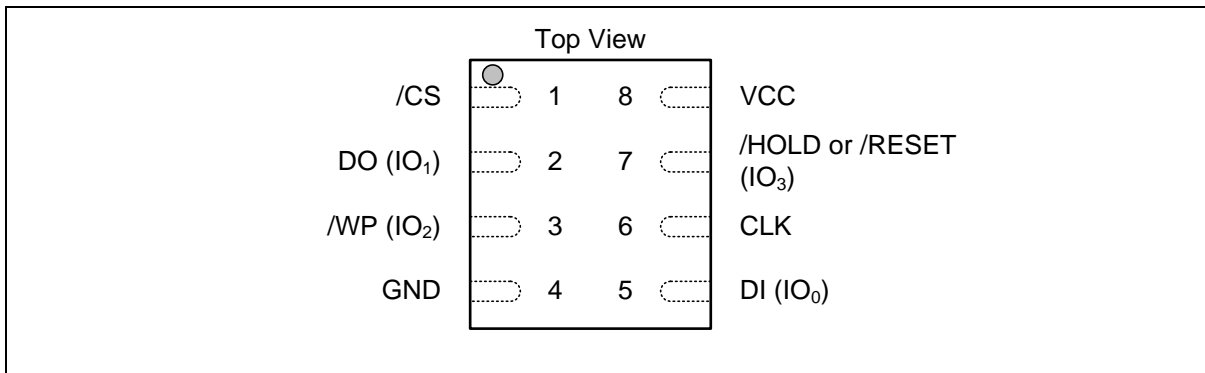 Top View
/CS 1 8 VCC
DO (IO₁) 2 7 /HOLD or /RESET
(IO₃)
/WP (IO₂) 3 6 CLK
GND 4 5 DI (IO₀)